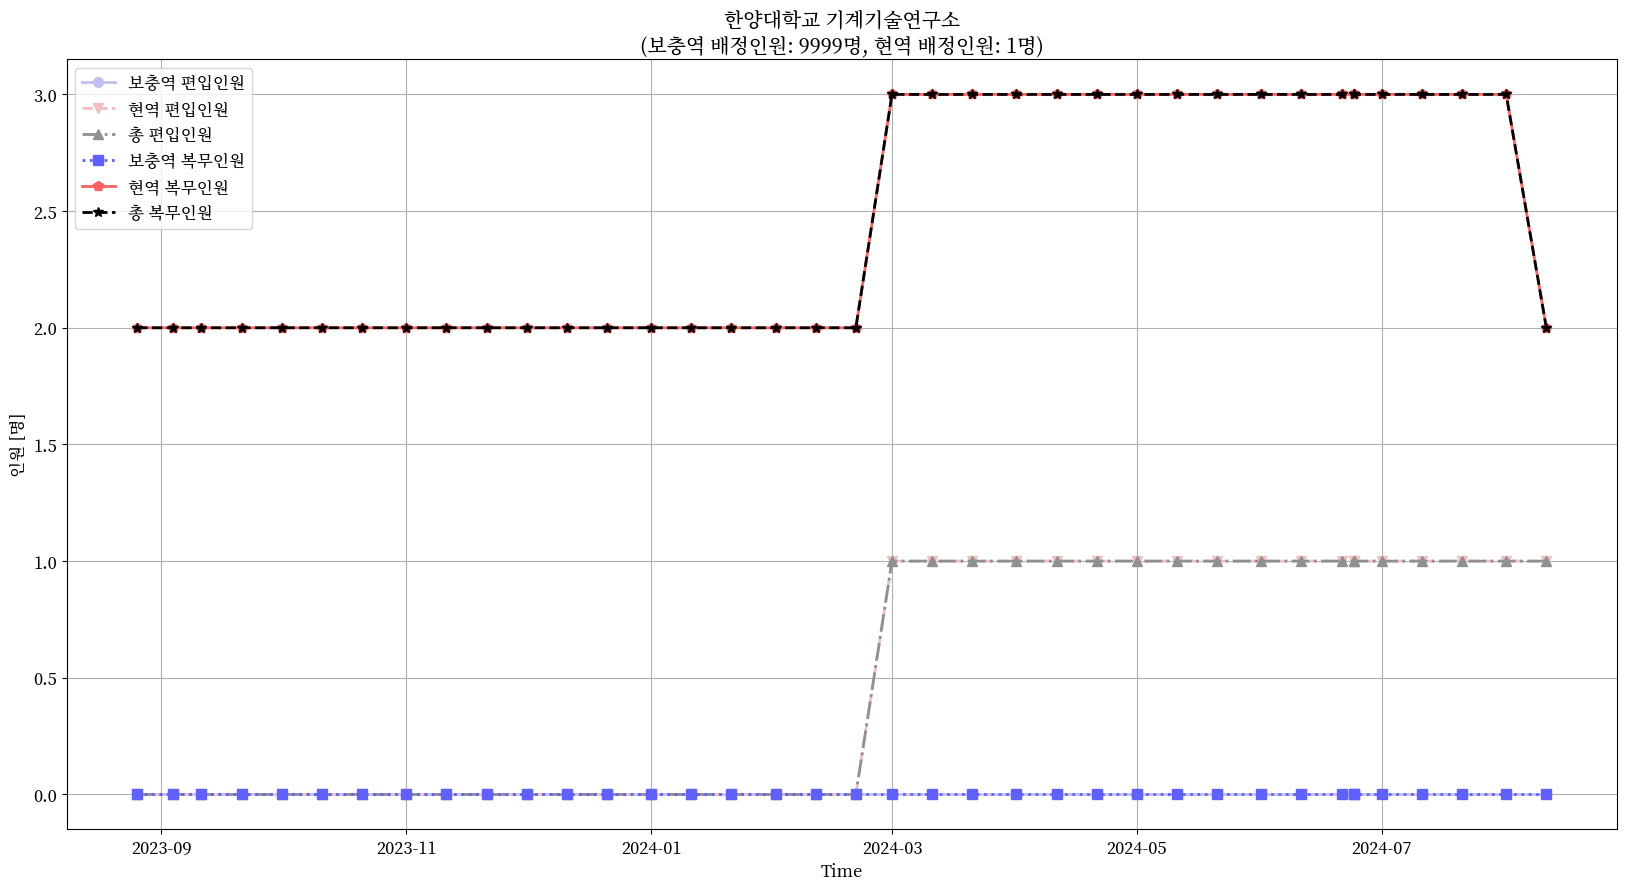 한양대학교 기계기술연구소
(보충역 배정인원: 9999명, 현역 배정인원: 1명)
보충역 편입인원
현역 편입인원
총 편입인원
보충역 복무인원
현역 복무인원
총 복무인원
3.0
2.5
2.0
1.5
1.0
0.5
0.0
인원 [명]
2023-09 2023-11 2024-01 2024-03 2024-05 2024-07
Time